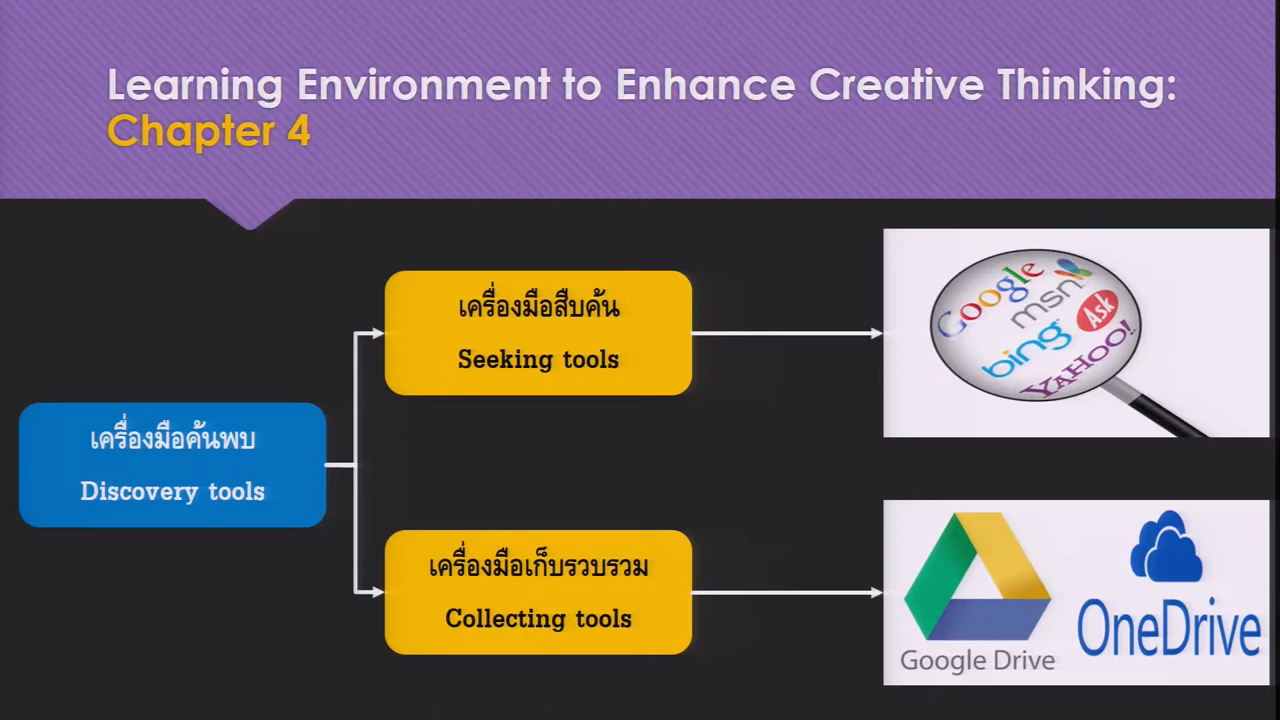 Learning Environment to Enhance Creative Thinking:
Chapter 4
เครื่องมือค้นพบ
Discovery tools
เครื่องมือสืบค้น
Seeking tools
Google
msn
Ask
bing
YAHOO!
เครื่องมือเก็บรวบรวม
Collecting tools
Google Drive
OneDrive